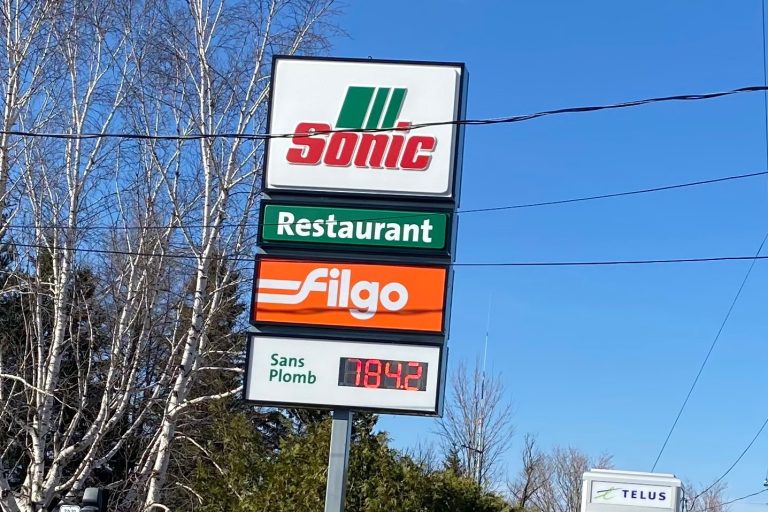 Sonic
Restaurant
filgo
Sans
Plomb
184.2
TELUS